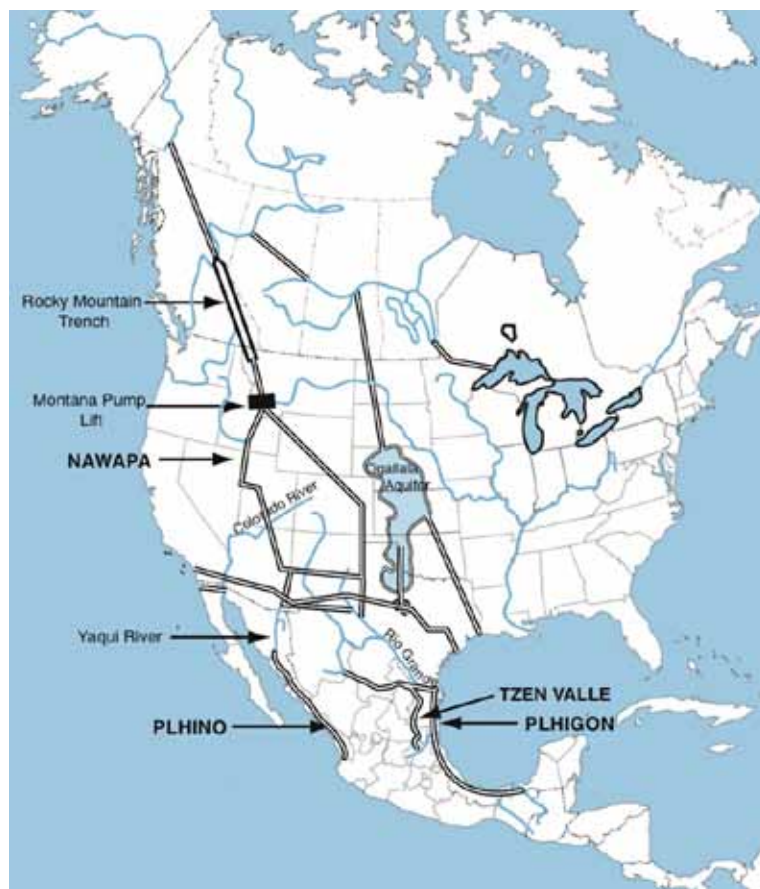 Rocky Mountain
Trench
Montana Pump
Lift
NAWAPA
Ogallala
Aquifer
Colorado River
Yaqui River
Rio Grande
TZEN VALLE
PLHINO
PLHIGON